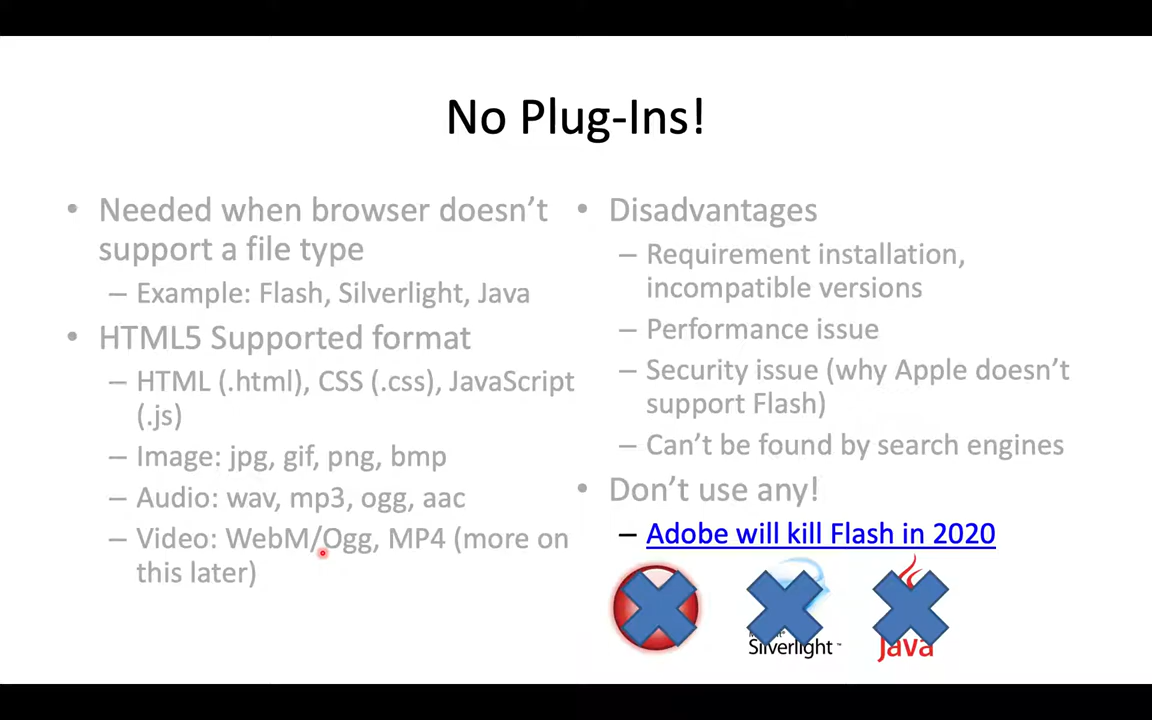 No Plug-Ins!
• Needed when browser doesn't
support a file type
– Example: Flash, Silverlight, Java
• HTML5 Supported format
– HTML (.html), CSS (.css), JavaScript
(.js)
– Image: jpg, gif, png, bmp
– Audio: wav, mp3, ogg, aac
– Video: WebM/Ogg, MP4 (more on
this later)
• Disadvantages
– Requirement installation,
incompatible versions
– Performance issue
– Security issue (why Apple doesn't
support Flash)
– Can't be found by search engines
• Don't use any!
– Adobe will kill Flash in 2020
Silverlight™
Java